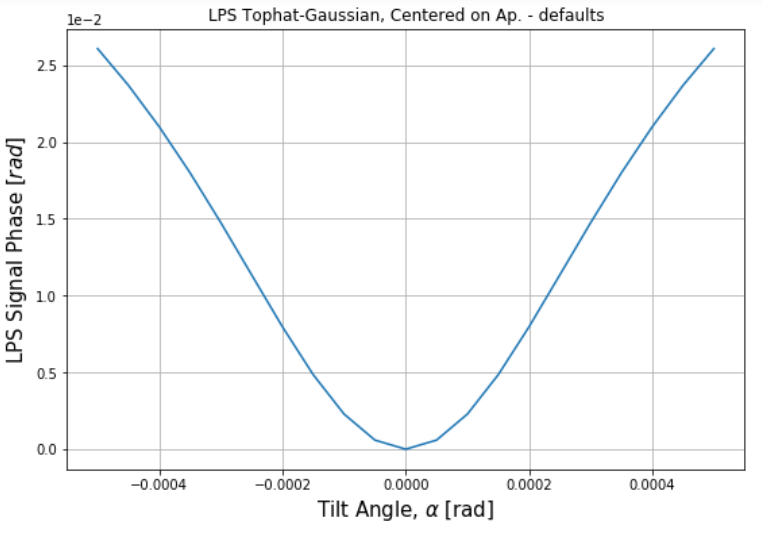 LPS Tophat-Gaussian, Centered on Ap. - defaults
1e−2
2.5
2.0
1.5
1.0
0.5
0.0
LPS Signal Phase [rad]
−0.0004 −0.0002 0.0000 0.0002 0.0004
Tilt Angle, α [rad]